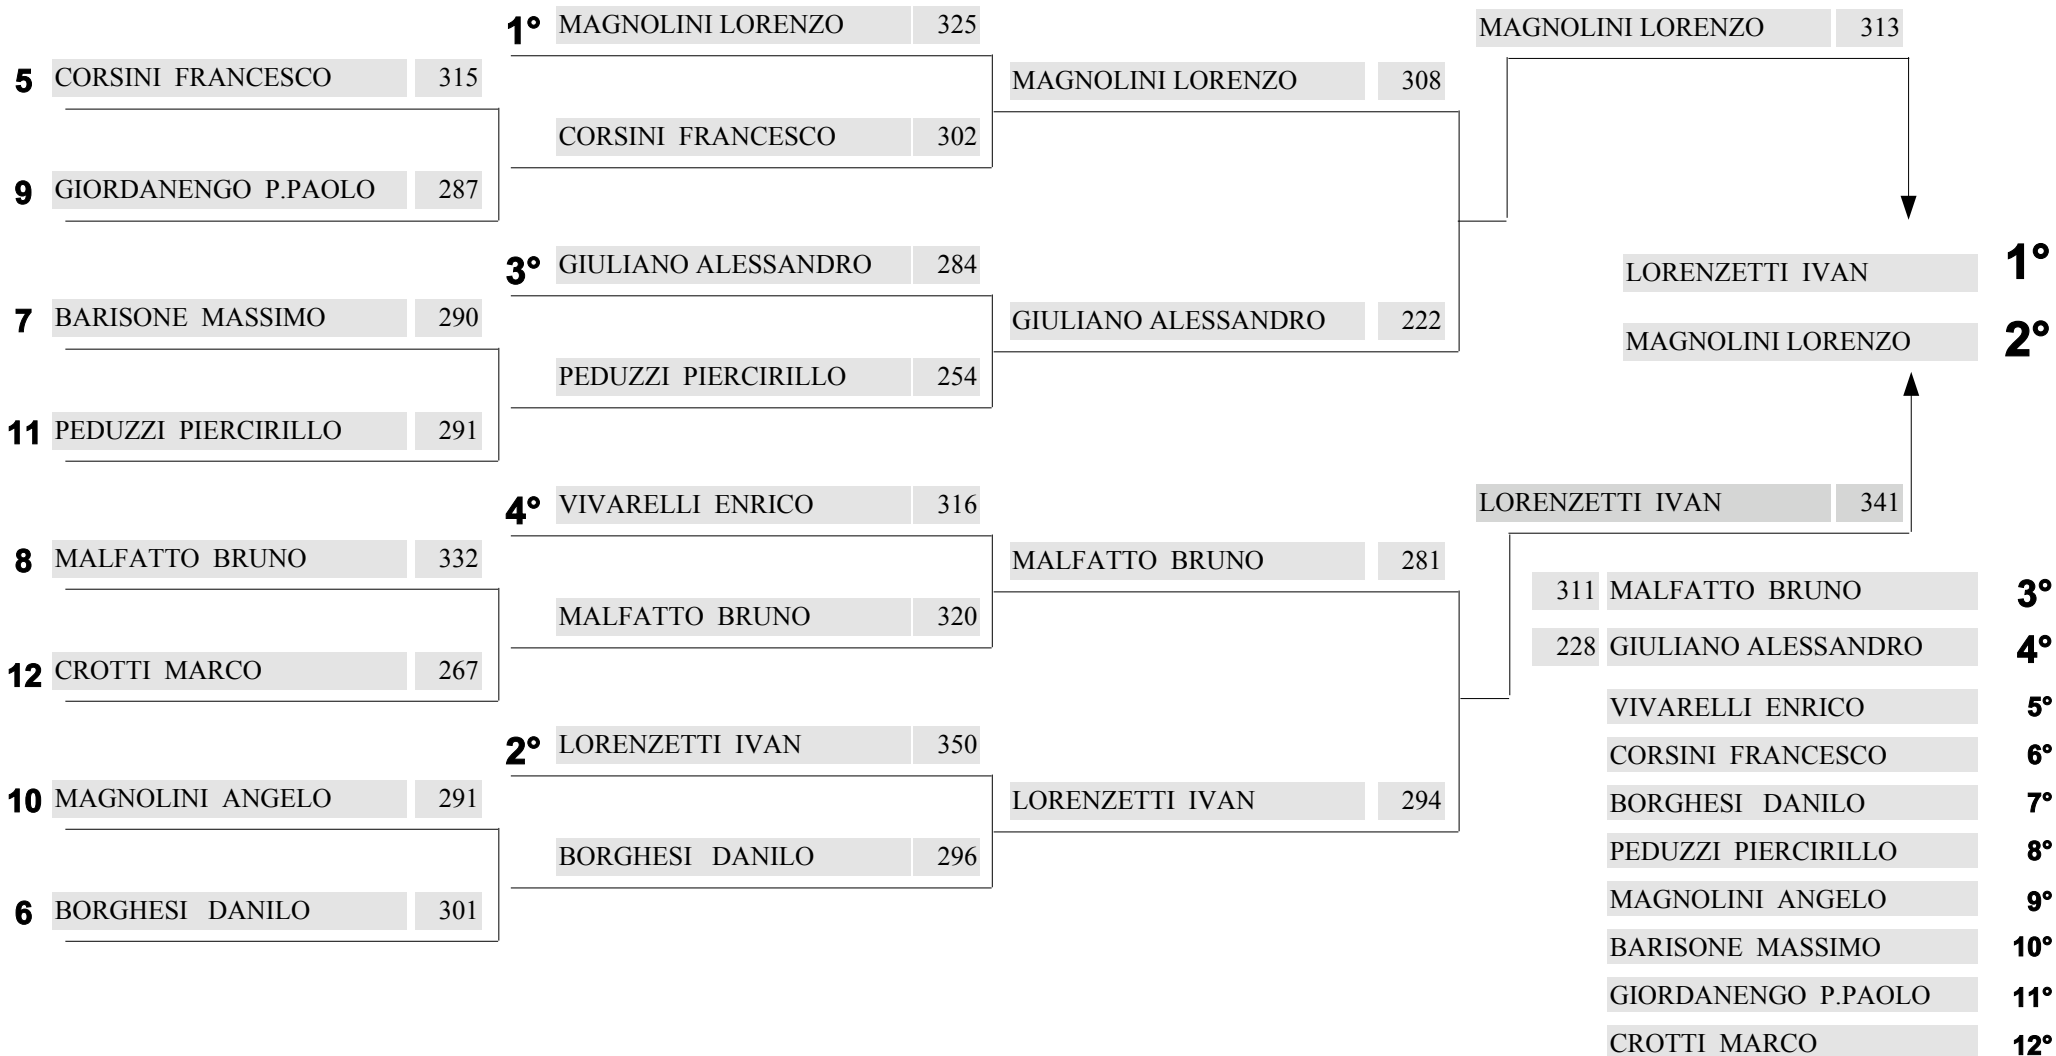 5 CORSINI FRANCESCO 315
9 GIORDANENGO P.PAOLO 287
7 BARISONE MASSIMO 290
11 PEDUZZI PIERCIRILLO 291
8 MALFATTO BRUNO 332
12 CROTTI MARCO 267
10 MAGNOLINI ANGELO 291
6 BORGHESI DANILO 301
1° MAGNOLINI LORENZO 325
CORSINI FRANCESCO 302
3° GIULIANO ALESSANDRO 284
PEDUZZI PIERCIRILLO 254
4° VIVARELLI ENRICO 316
MALFATTO BRUNO 320
2° LORENZETTI IVAN 350
BORGHESI DANILO 296
MAGNOLINI LORENZO 308
GIULIANO ALESSANDRO 222
MALFATTO BRUNO 281
LORENZETTI IVAN 294
MAGNOLINI LORENZO 313
LORENZETTI IVAN 1°
MAGNOLINI LORENZO 2°
LORENZETTI IVAN 341
311 MALFATTO BRUNO 3°
228 GIULIANO ALESSANDRO 4°
VIVARELLI ENRICO 5°
CORSINI FRANCESCO 6°
BORGHESI DANILO 7°
PEDUZZI PIERCIRILLO 8°
MAGNOLINI ANGELO 9°
BARISONE MASSIMO 10°
GIORDANENGO P.PAOLO 11°
CROTTI MARCO 12°